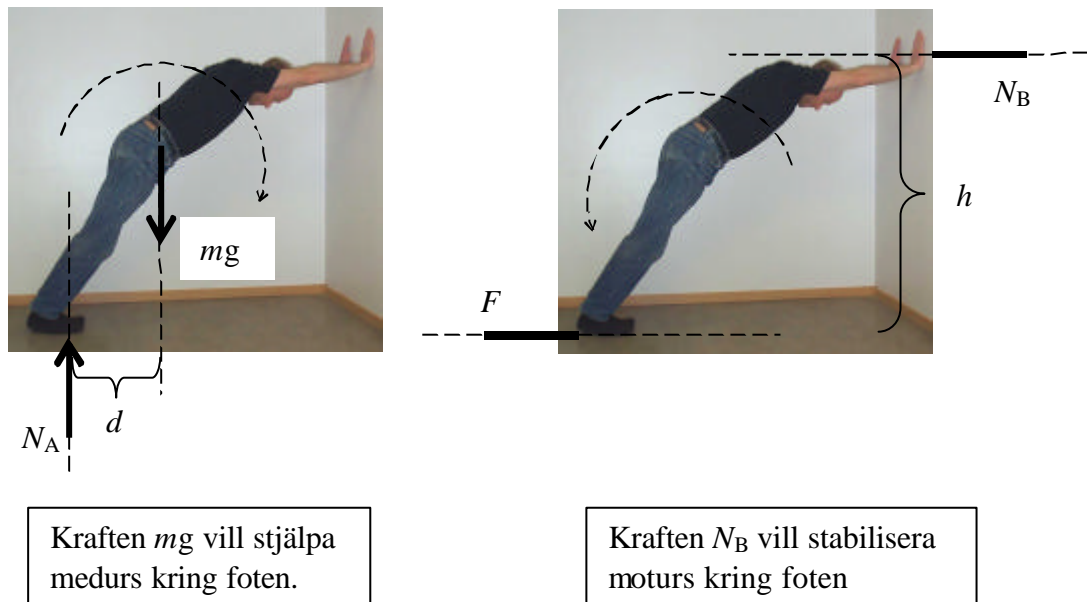 mg
N_A
d
Kraften mg vill stjälpa
medurs kring foten.
N_B
h
F
Kraften N_B vill stabilisera
moturs kring foten